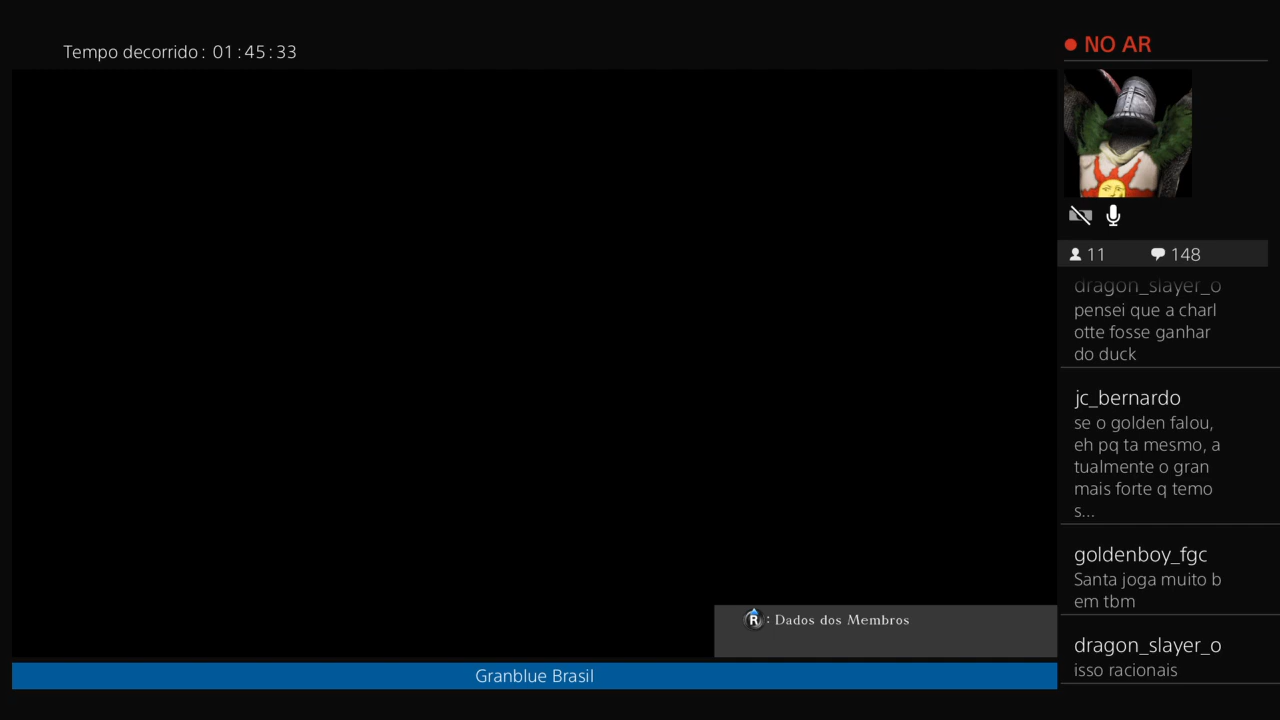 Tempo decorrido : 01 : 45 : 33
NO AR
11 148
dragon_slayer_o
pensei que a charl
otte fosse ganhar
do duck
jc_bernardo
se o golden falou,
eh pq ta mesmo, a
tualmente o gran
mais forte q temo
s...
goldenboy_fgc
Santa joga muito b
em tbm
dragon_slayer_o
isso racionais
R : Dados dos Membros
Granblue Brasil